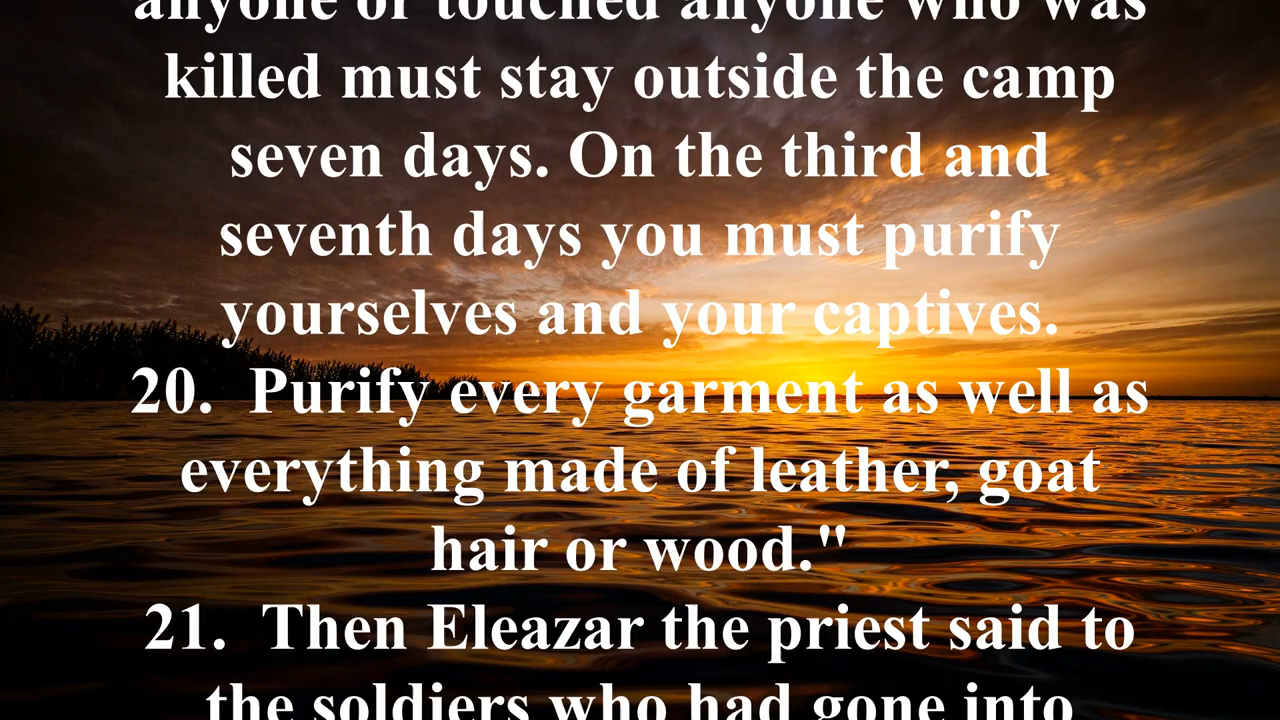 anyone or touched anyone who was
killed must stay outside the camp
seven days. On the third and
seventh days you must purify
yourselves and your captives.
20.  Purify every garment as well as
everything made of leather, goat
hair or wood."
21.  Then Eleazar the priest said to
the soldiers who had gone into